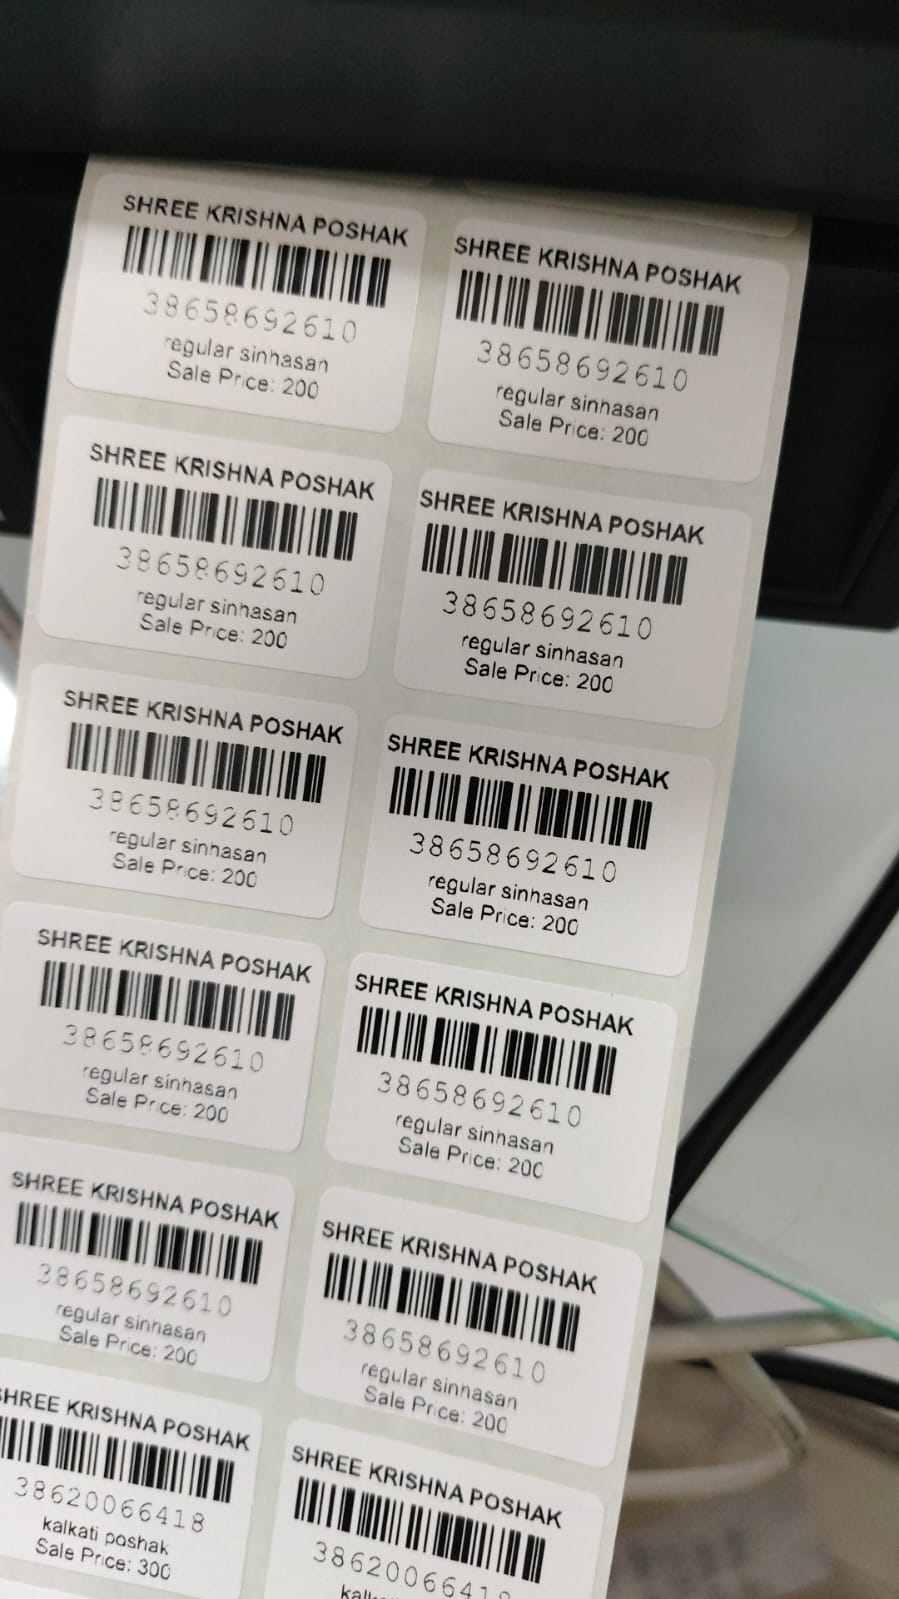 SHREE KRISHNA POSHAK
38658692610
regular sinhasan
Sale Price: 200
SHREE KRISHNA POSHAK
38658692610
regular sinhasan
Sale Price: 200
SHREE KRISHNA POSHAK
38658692610
regular sinhasan
Sale Price: 200
SHREE KRISHNA POSHAK
38658692610
regular sinhasan
Sale Price: 200
SHREE KRISHNA POSHAK
38658692610
regular sinhasan
Sale Price: 200
SHREE KRISHNA POSHAK
38658692610
regular sinhasan
Sale Price: 200
SHREE KRISHNA POSHAK
38658692610
regular sinhasan
Sale Price: 200
SHREE KRISHNA POSHAK
38658692610
regular sinhasan
Sale Price: 200
SHREE KRISHNA POSHAK
38658692610
regular sinhasan
Sale Price: 200
SHREE KRISHNA POSHAK
38658692610
regular sinhasan
Sale Price: 200
SHREE KRISHNA POSHAK
38620066418
kalkati poshak
Sale Price: 300
SHREE KRISHNA POSHAK
38620066418